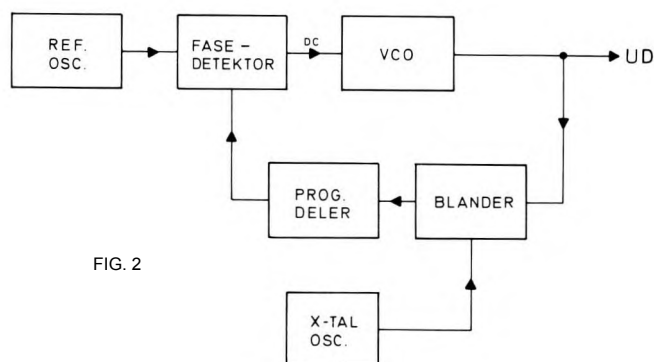 REF.
OSC.
FASE-
DETEKTOR
DC
VCO
UD
PROG.
DELER
BLANDER
FIG. 2
X-TAL
OSC.